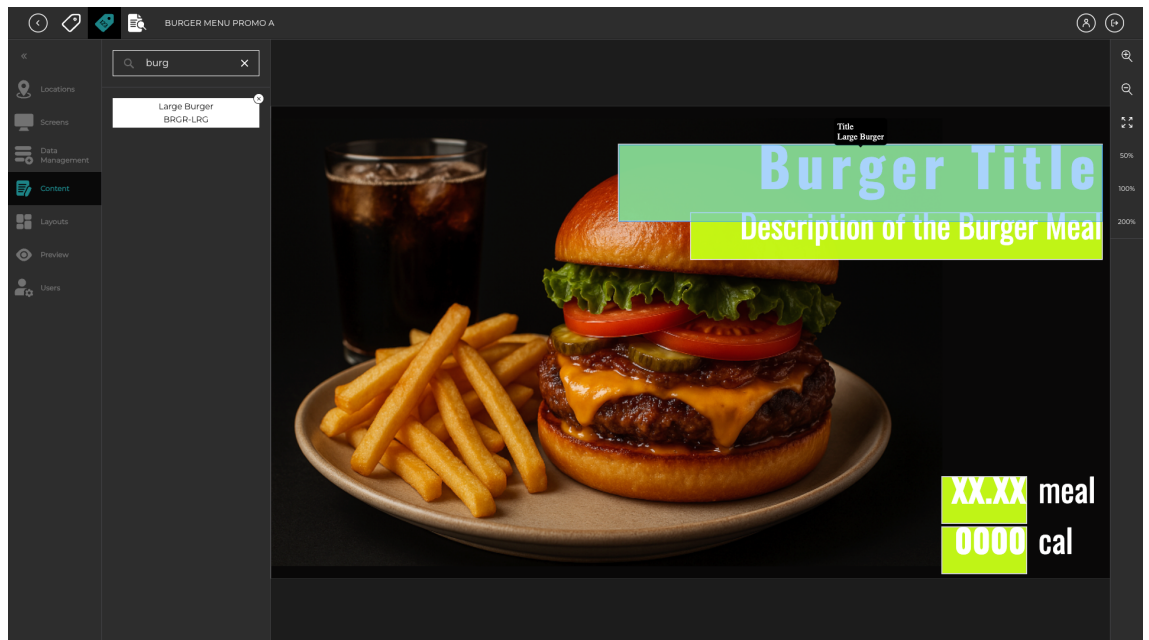 BURGER MENU PROMO A
Locations
Screens
Data
Management
Content
Layouts
Preview
Users
burg
Large Burger
BRGR-LRG
Title
Large Burger
Burger Title
Description of the Burger Meal
XX.XX meal
0000 cal
50%
100%
200%